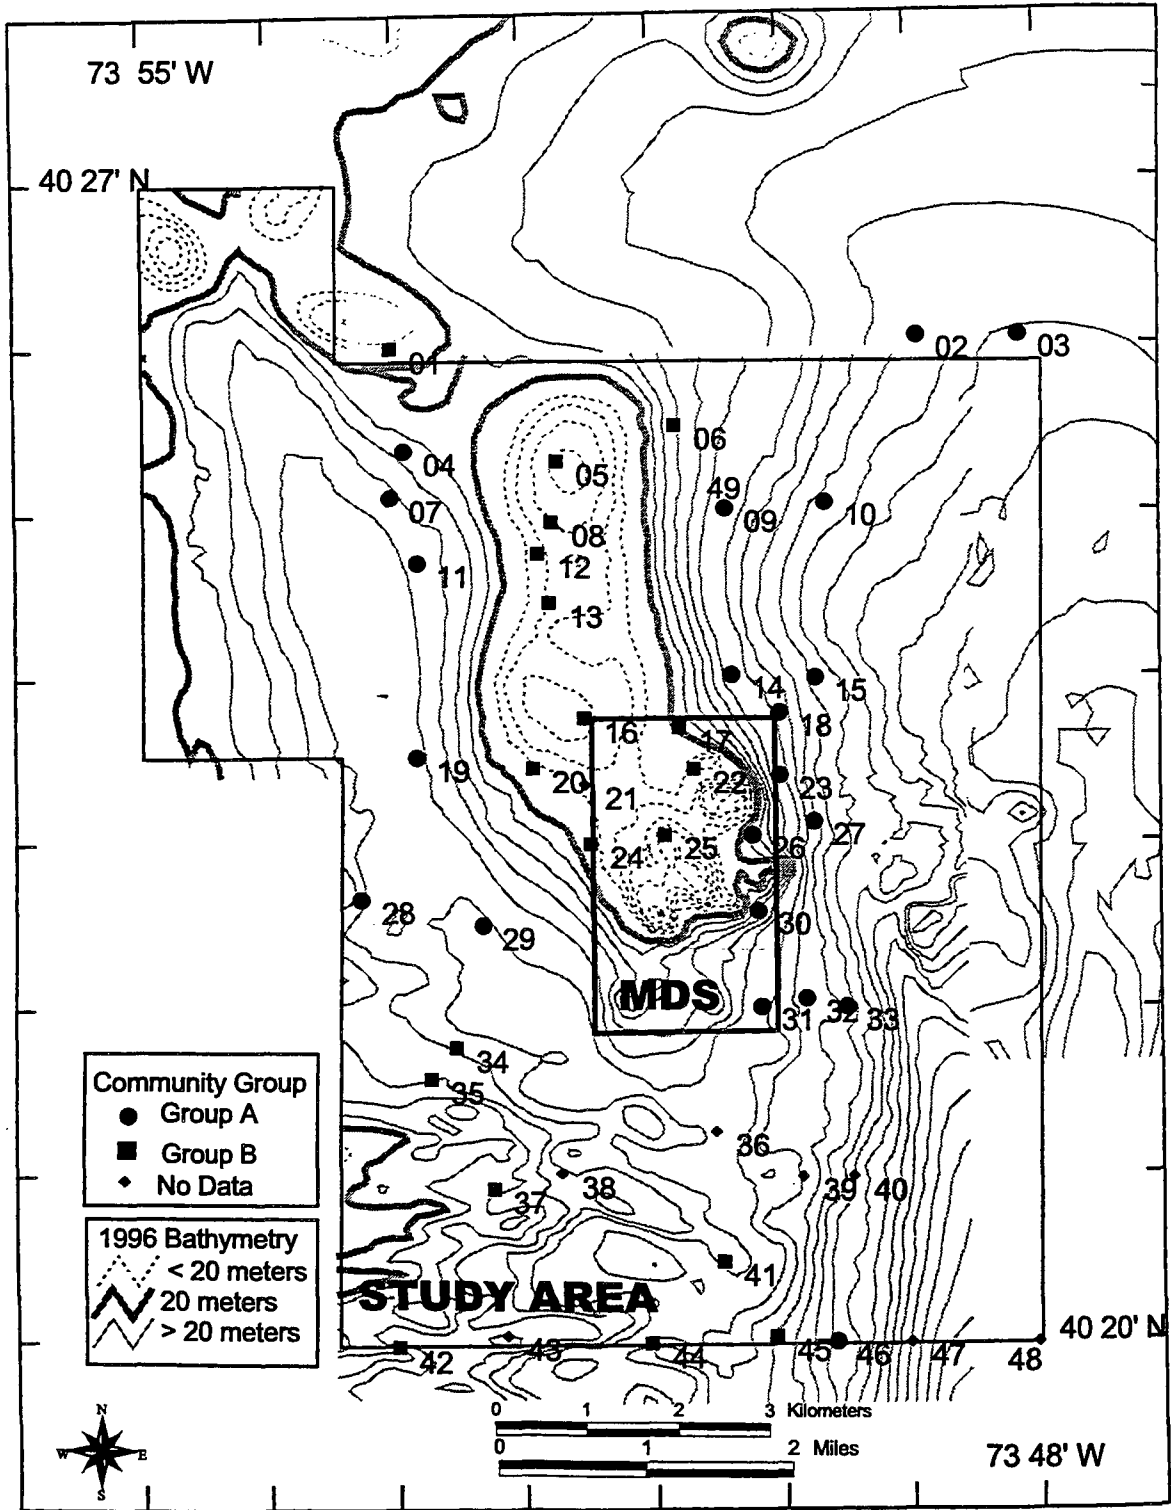 73 55' W
40 27' N
02
03
01
06
04
05
49
07
09
10
08
12
11
13
14
15
16
17
18
19
20
22
23
21
27
24
25
26
28
29
30
MDS
31
32
33
34
35
36
38
39
40
37
41
STUDY AREA
42
43
44
45
46
47
48
40 20' N
Community Group
Group A
Group B
No Data
1996 Bathymetry
< 20 meters
20 meters
> 20 meters
N
W
E
S
0 1 2 3 Kilometers
0 1 2 Miles
73 48' W